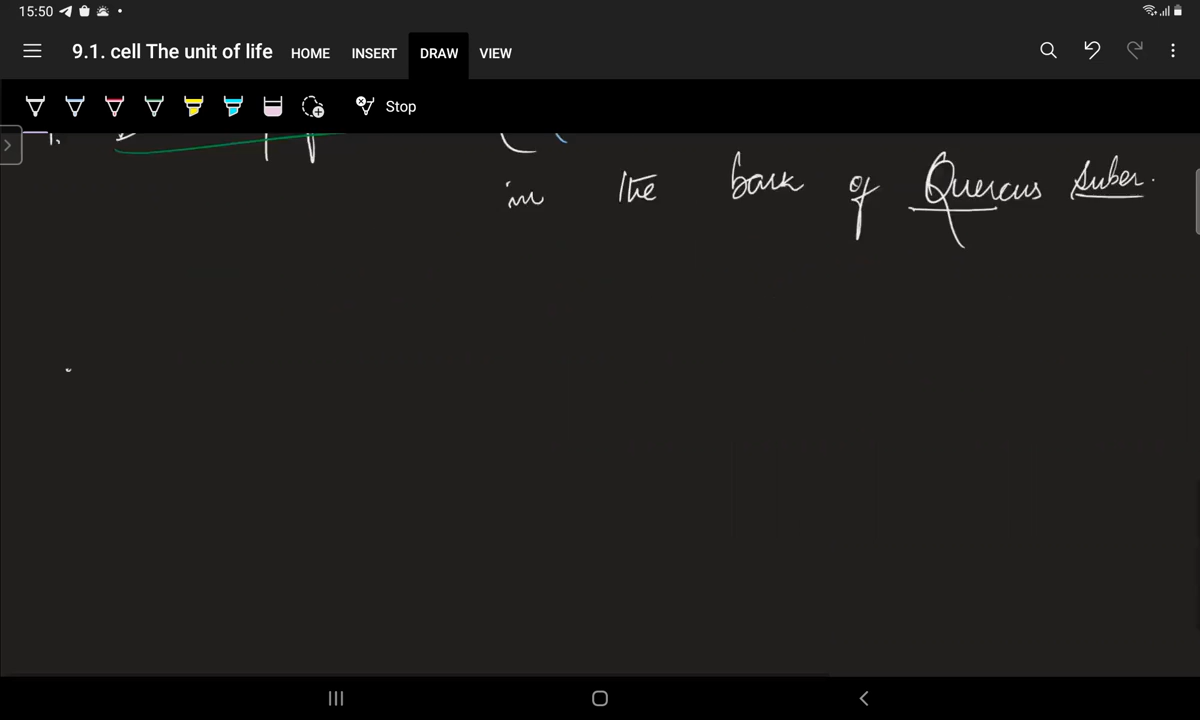 15:50
9.1. cell The unit of life HOME INSERT DRAW VIEW
Stop
1.
in the bark of Quercus suber.